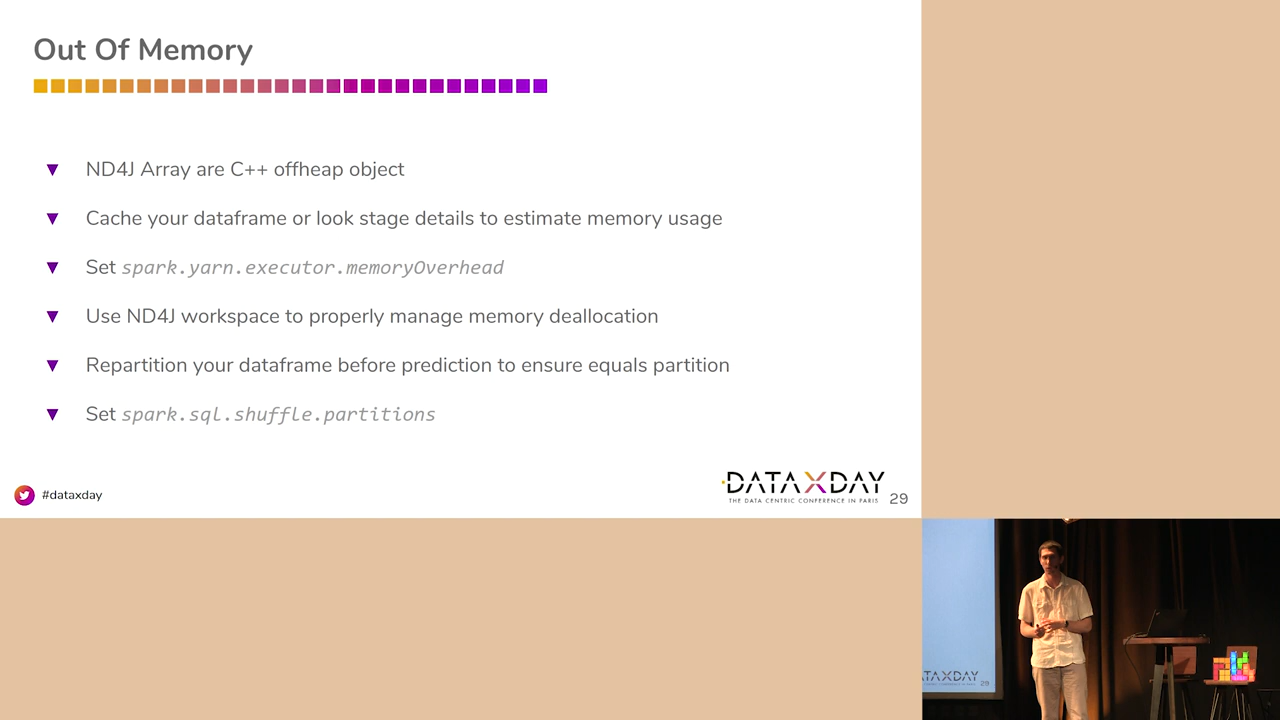 Out Of Memory
ND4J Array are C++ offheap object
Cache your dataframe or look stage details to estimate memory usage
Set spark.yarn.executor.memoryOverhead
Use ND4J workspace to properly manage memory deallocation
Repartition your dataframe before prediction to ensure equals partition
Set spark.sql.shuffle.partitions
#dataxday
DATAXDAY
THE DATA CENTRIC CONFERENCE IN PARIS
29
TAXDAY
29